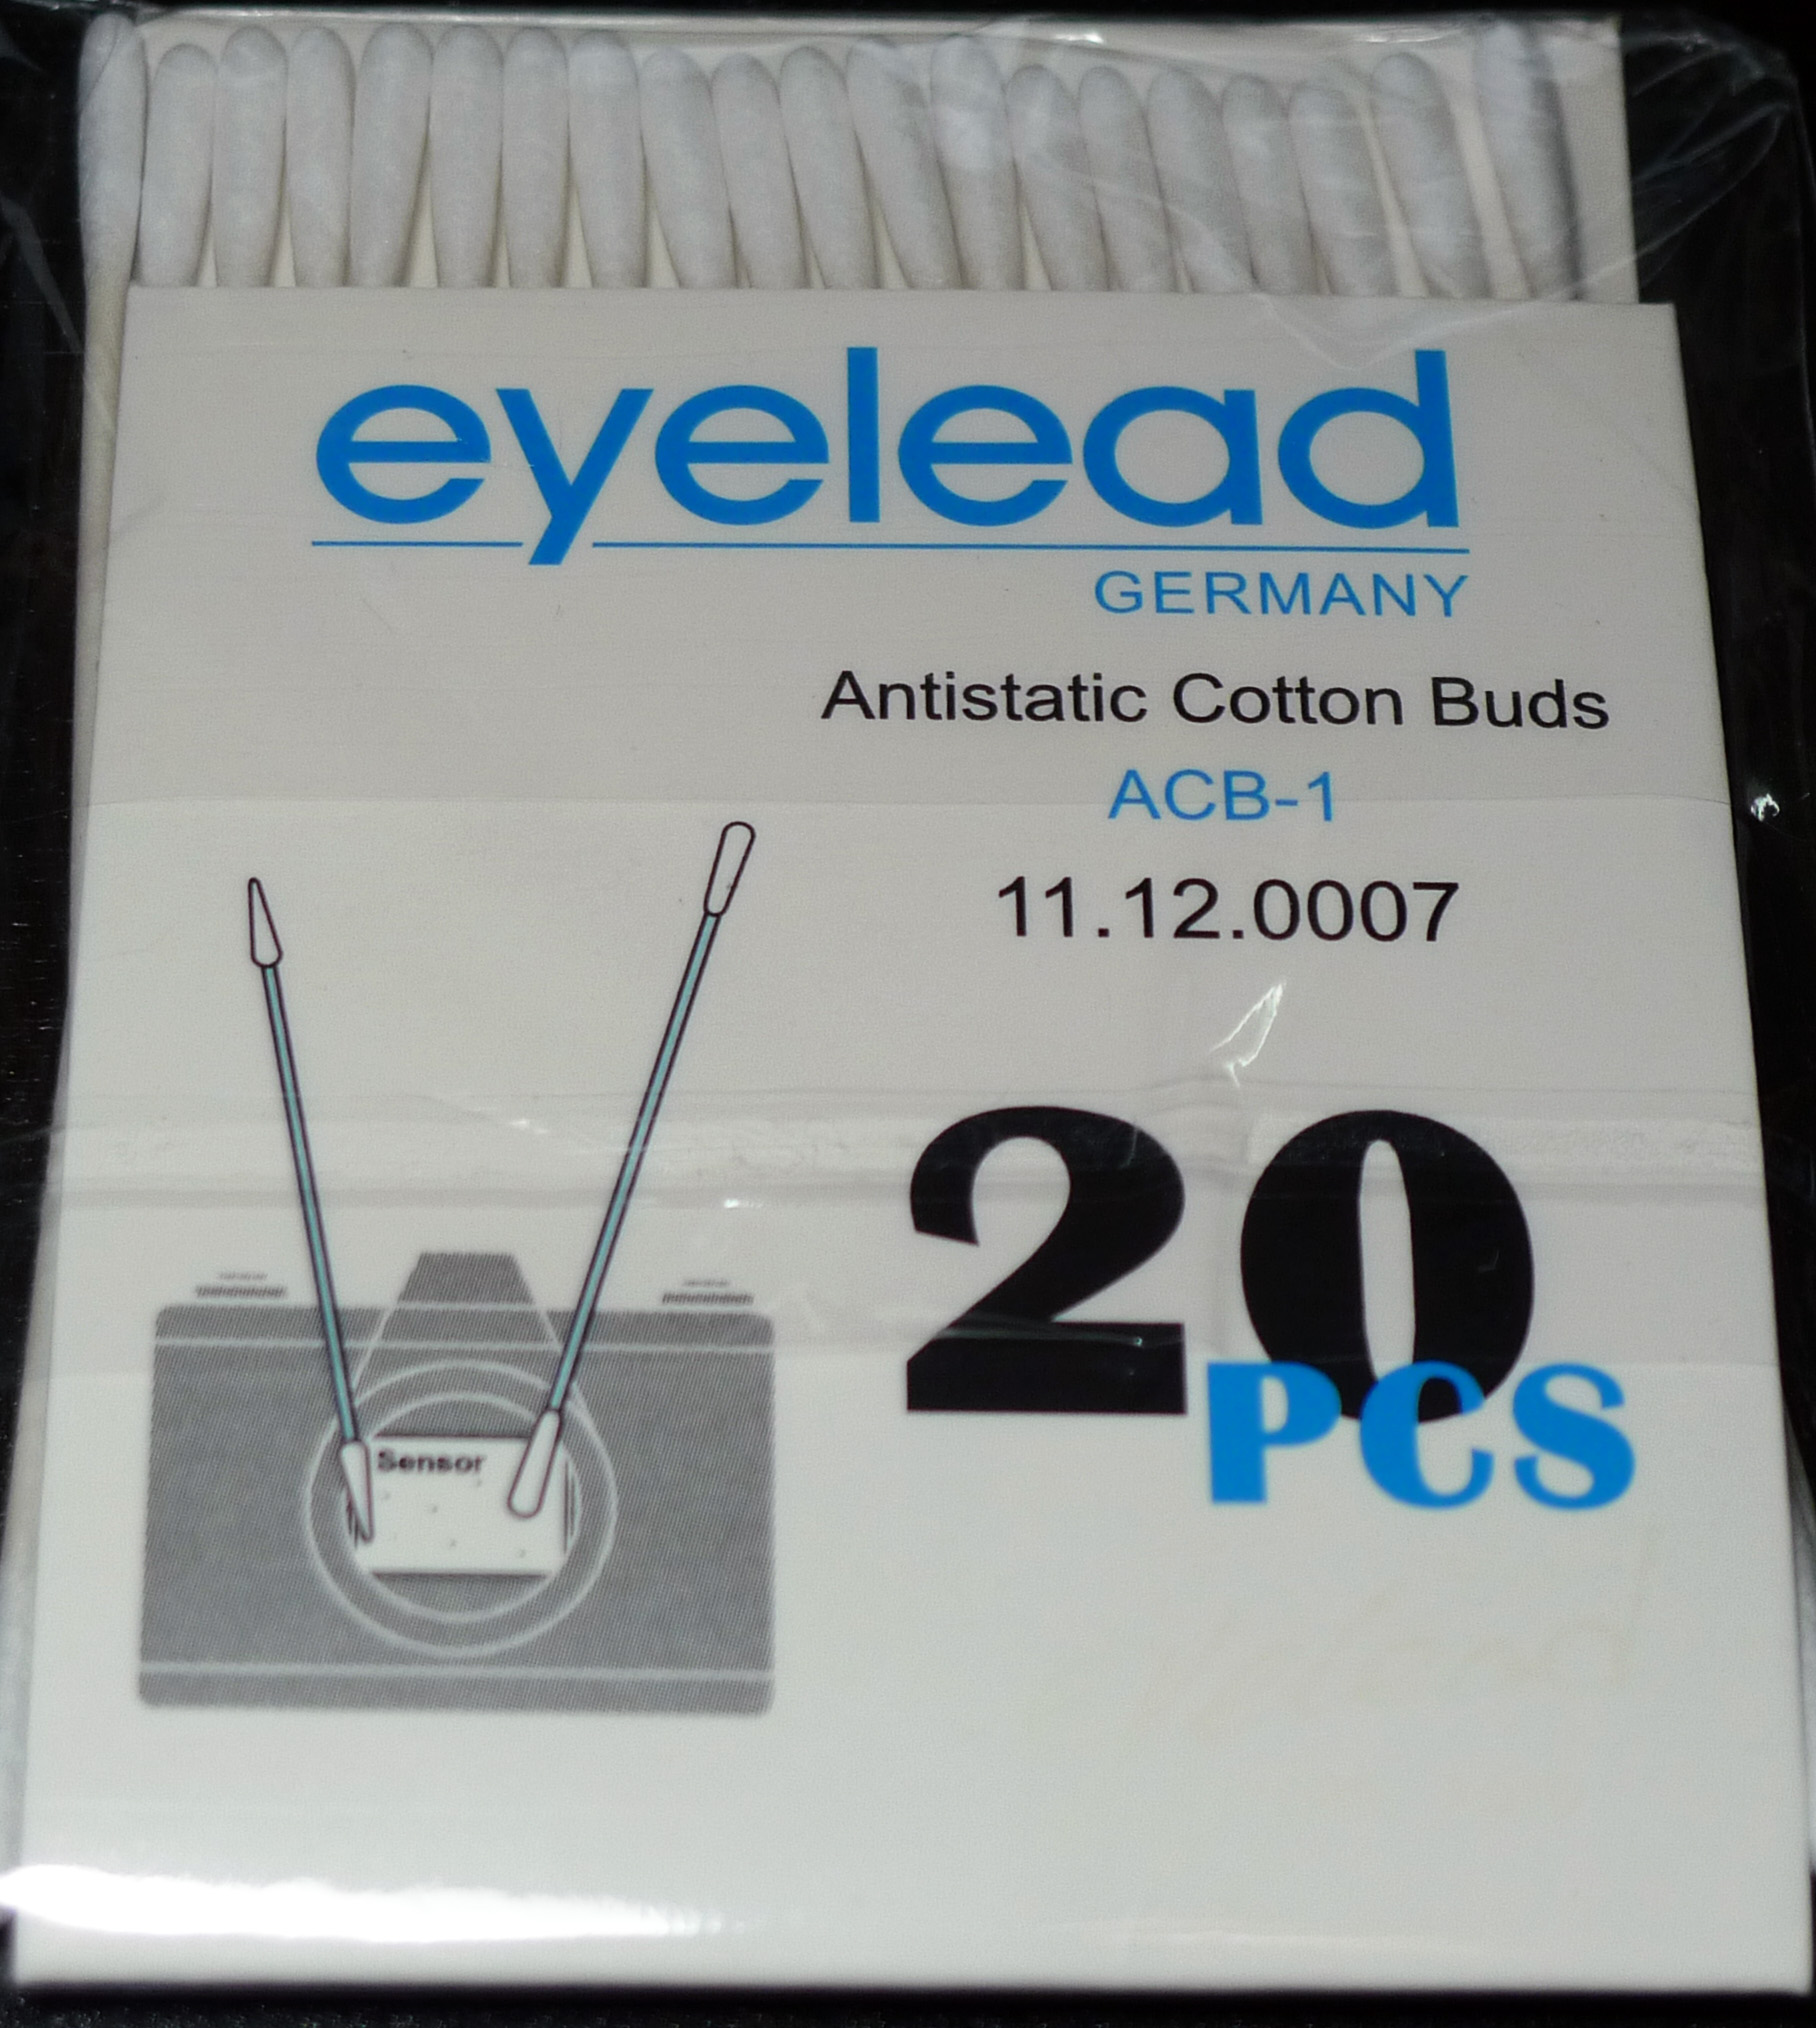 eyelead
GERMANY
Antistatic Cotton Buds
ACB-1
11.12.0007
20
PCS
Sensor